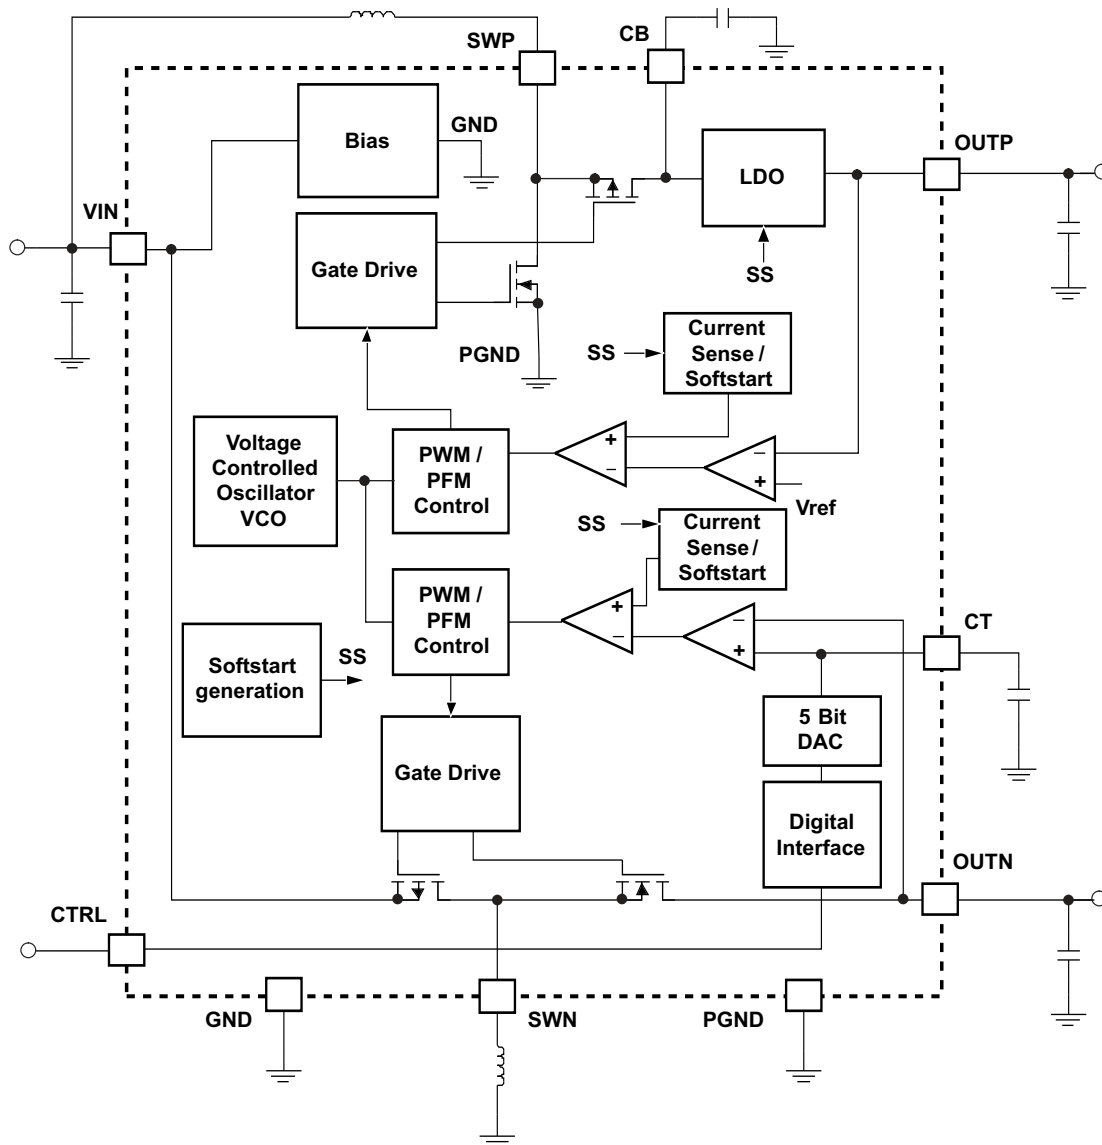 SWP
CB
Bias
GND
OUTP
LDO
VIN
Gate Drive
SS
PGND
Current
Sense /
Softstart
SS
Voltage
Controlled
Oscillator
VCO
PWM /
PFM
Control
+
–
–
+
Vref
SS
Current
Sense /
Softstart
PWM /
PFM
Control
+
–
–
+
CT
Softstart
generation
SS
5 Bit
DAC
Gate Drive
Digital
Interface
OUTN
CTRL
GND
SWN
PGND